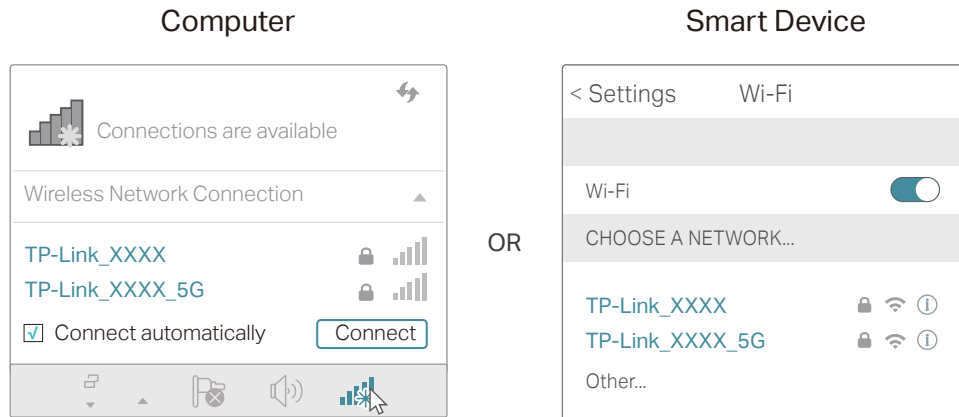 Computer
Connections are available
Wireless Network Connection
TP-Link_XXXX
TP-Link_XXXX_5G
Connect automatically
Connect
OR
Smart Device
< Settings Wi-Fi
Wi-Fi
CHOOSE A NETWORK...
TP-Link_XXXX
TP-Link_XXXX_5G
Other...